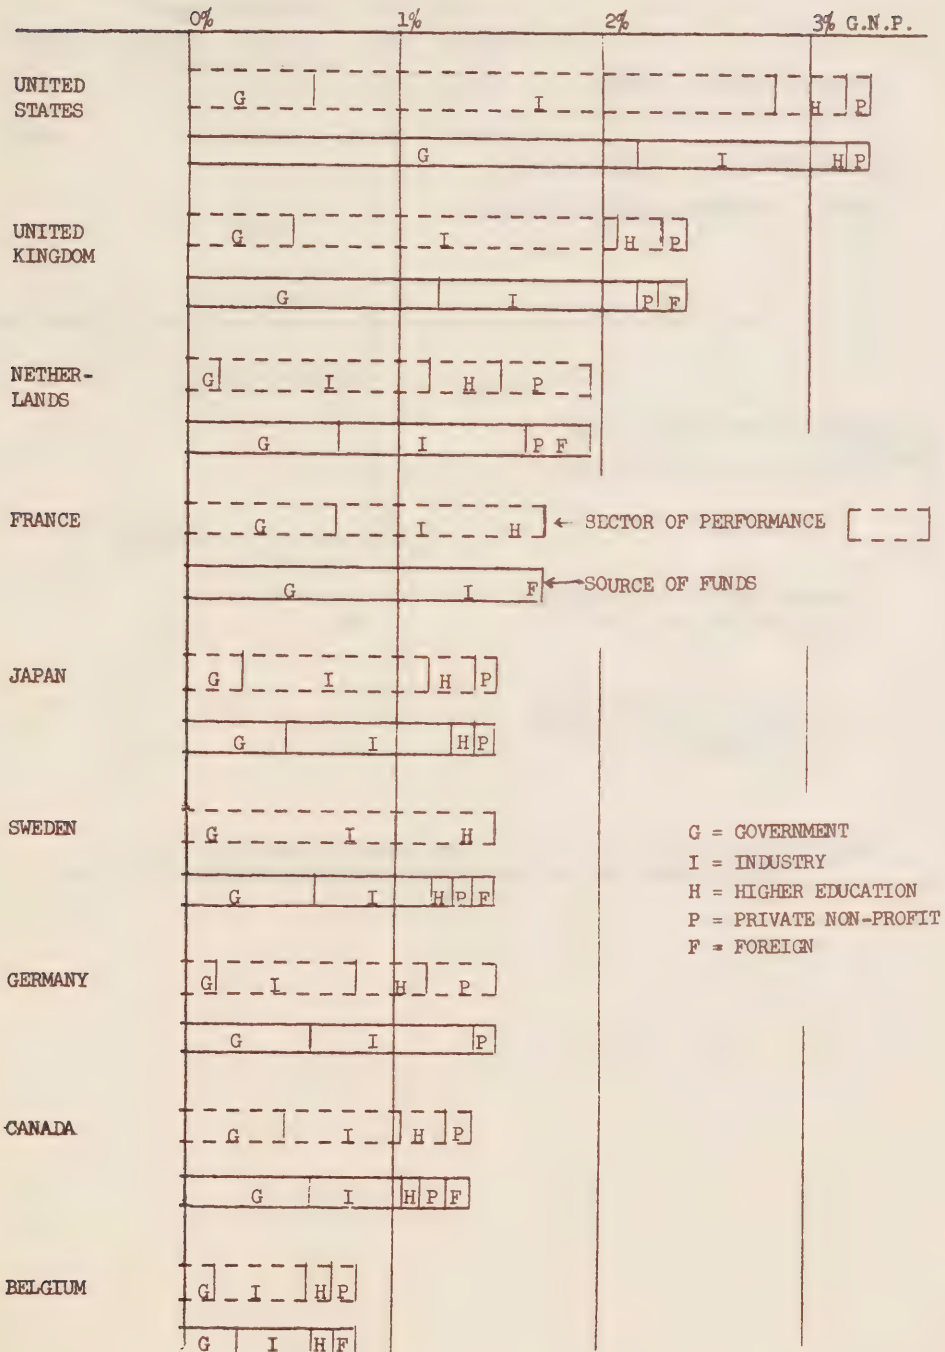 0% 1% 2% 3% G.N.P.
UNITED
STATES
G I H P
G I H P
UNITED
KINGDOM
G I H P
G I P F
NETHER-
LANDS
G I H P
G I P F
FRANCE
G I H ← SECTOR OF PERFORMANCE
G I F ← SOURCE OF FUNDS
JAPAN
G I H P
G I H P
SWEDEN
G I H
G I H P F
G = GOVERNMENT
I = INDUSTRY
H = HIGHER EDUCATION
P = PRIVATE NON-PROFIT
F = FOREIGN
GERMANY
G I H P
G I P
CANADA
G I H P
G I H P F
BELGIUM
G I H P
G I H F